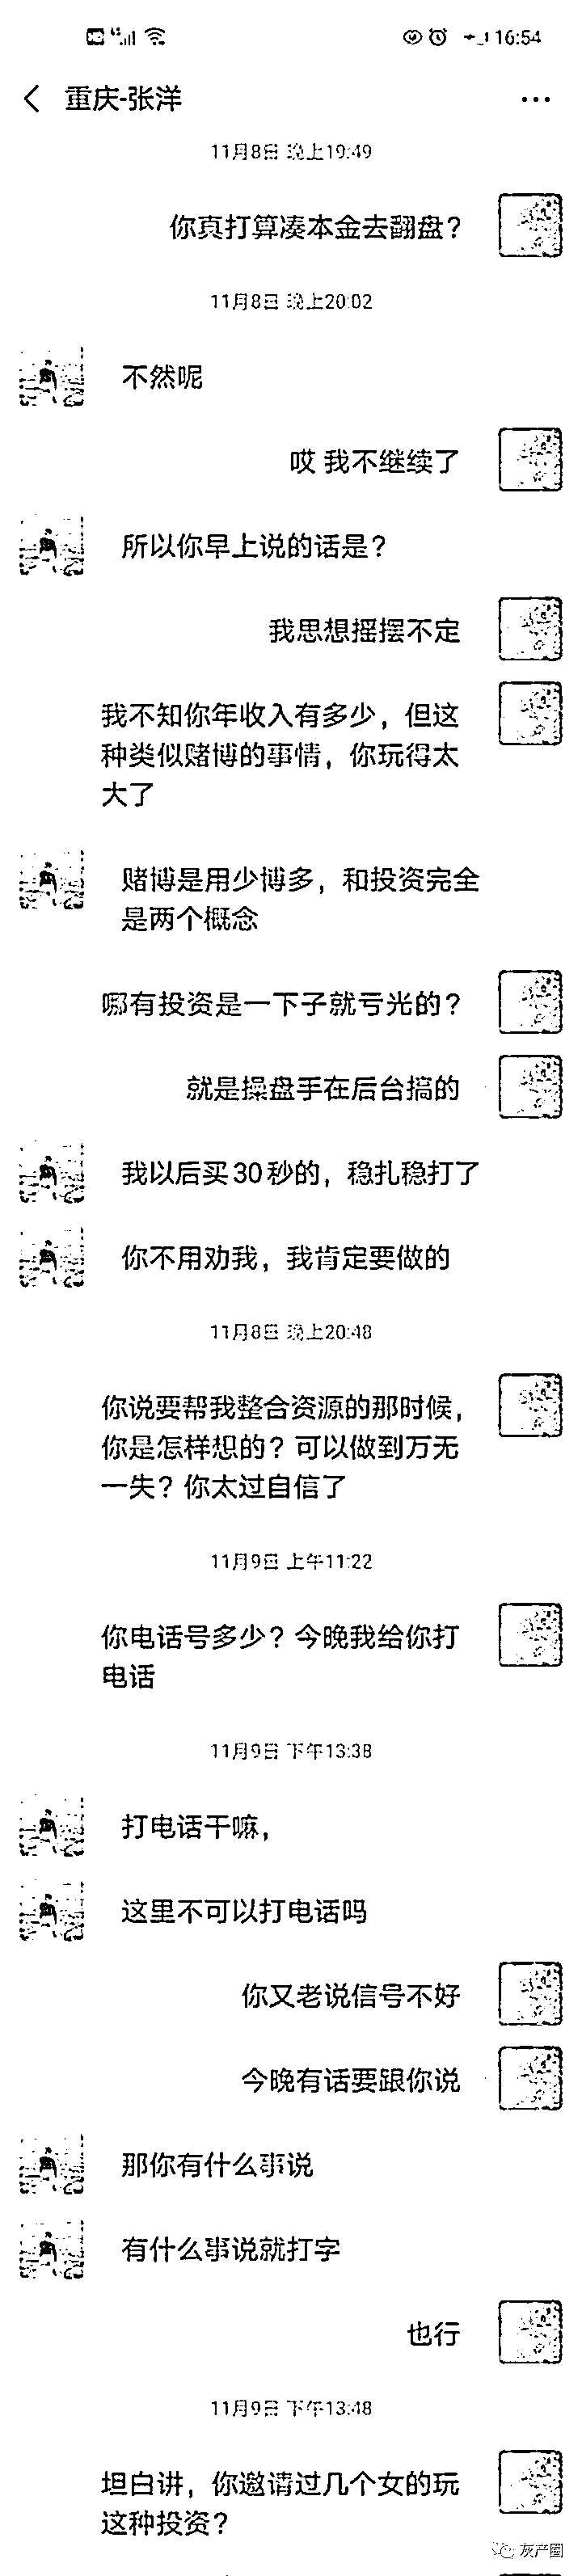 16:54
重庆-张洋
11月8日 晚上19:49
你真打算凑本金去翻盘？
11月8日 晚上20:02
不然呢
哎 我不继续了
所以你早上说的话是？
我思想摇摆不定
我不知你年收入有多少，但这
种类似赌博的事情，你玩得太
大了
赌博是用少博多，和投资完全
是两个概念
哪有投资是一下子就亏光的？
就是操盘手在后台搞的
我以后买30秒的，稳扎稳打了
你不用劝我，我肯定要做的
11月8日 晚上20:48
你说要帮我整合资源的那时候，
你是怎样想的？可以做到万无
一失？你太过自信了
11月9日 上午11:22
你电话号多少？今晚我给你打
电话
11月9日 下午13:38
打电话干嘛，
这里不可以打电话吗
你又老说信号不好
今晚有话要跟你说
那你有什么事说
有什么事说就打字
也行
11月9日 下午13:48
坦白讲，你邀请过几个女的玩
这种投资？
灰产圈